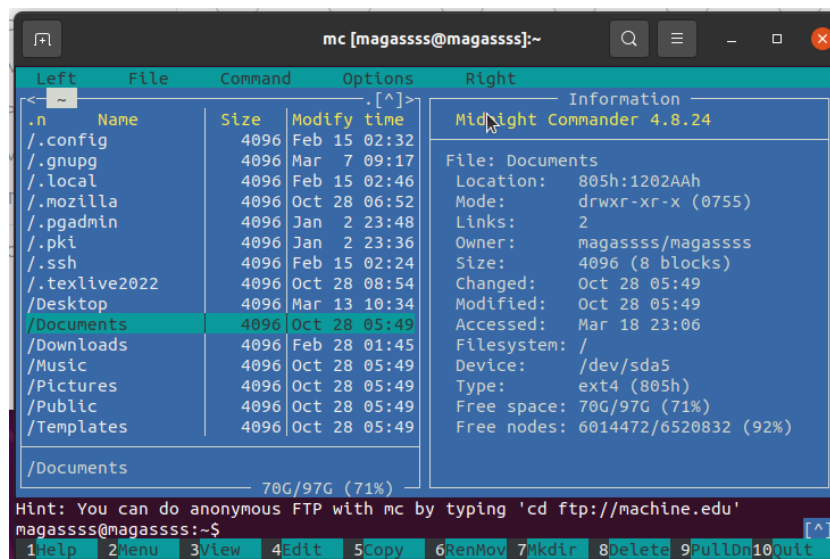 mc [magassss@magassss]:~
Left File Command Options Right
<- ~ .[^]>
.n Name Size Modify time
/.config 4096 Feb 15 02:32
/.gnupg 4096 Mar 7 09:17
/.local 4096 Feb 15 02:46
/.mozilla 4096 Oct 28 06:52
/.pgadmin 4096 Jan 2 23:48
/.pki 4096 Jan 2 23:36
/.ssh 4096 Feb 15 02:24
/.texlive2022 4096 Oct 28 08:54
/Desktop 4096 Mar 13 10:34
/Documents 4096 Oct 28 05:49
/Downloads 4096 Feb 28 01:45
/Music 4096 Oct 28 05:49
/Pictures 4096 Oct 28 05:49
/Public 4096 Oct 28 05:49
/Templates 4096 Oct 28 05:49
/Documents
70G/97G (71%)
Information
Midnight Commander 4.8.24
File: Documents
Location: 805h:1202AAh
Mode: drwxr-xr-x (0755)
Links: 2
Owner: magassss/magassss
Size: 4096 (8 blocks)
Changed: Oct 28 05:49
Modified: Oct 28 05:49
Accessed: Mar 18 23:06
Filesystem: /
Device: /dev/sda5
Type: ext4 (805h)
Free space: 70G/97G (71%)
Free nodes: 6014472/6520832 (92%)
Hint: You can do anonymous FTP with mc by typing 'cd ftp://machine.edu'
magassss@magassss:~$ [^]
1Help 2Menu 3View 4Edit 5Copy 6RenMov 7Mkdir 8Delete 9PullDn 10Quit